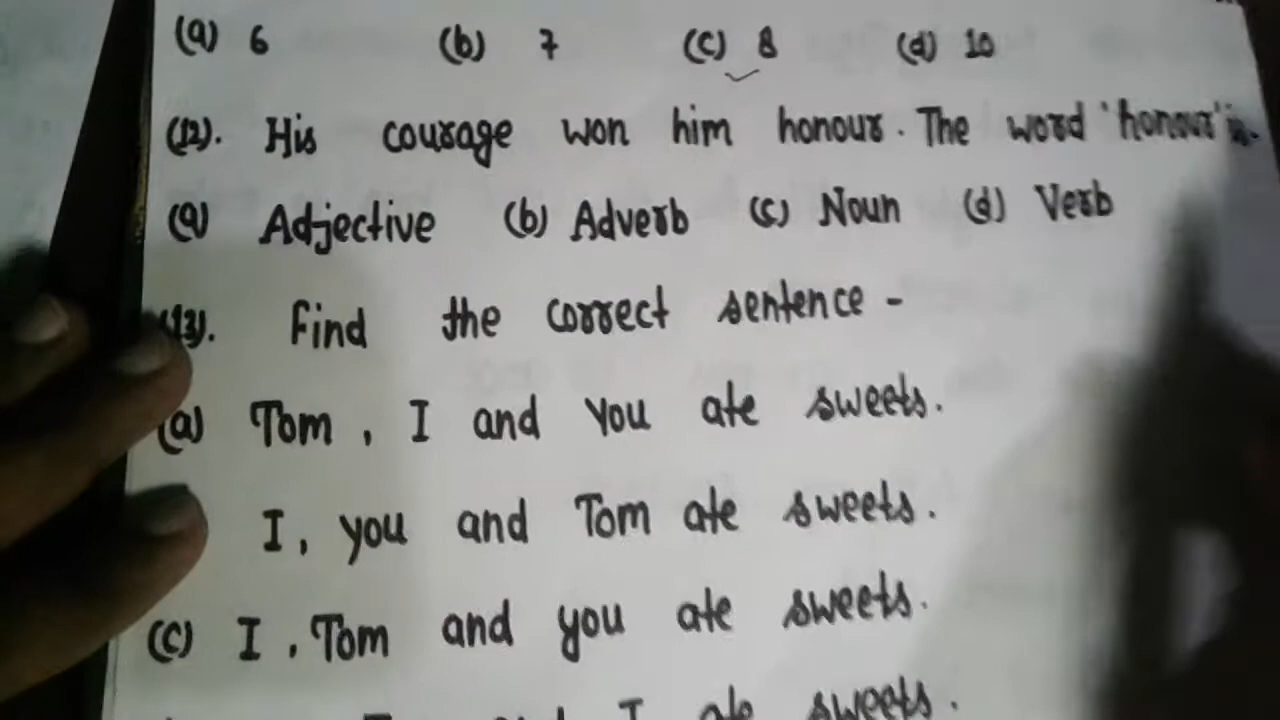 (a) 6 (b) 7 (c) 8 (d) 10
(12). His courage won him honour. The word 'honour' is.
(a) Adjective (b) Adverb (c) Noun (d) Verb
(13). Find the correct sentence -
(a) Tom, I and you ate sweets.
I, you and Tom ate sweets.
(c) I, Tom and you ate sweets.
I ate sweets.